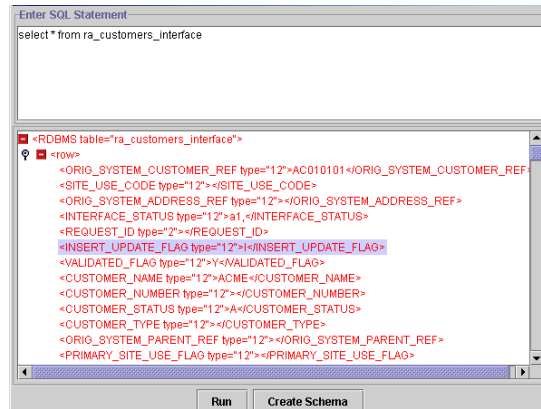 Enter SQL Statement
select * from ra_customers_interface
<RDBMS table="ra_customers_interface">
<row>
<ORIG_SYSTEM_CUSTOMER_REF type="12">AC010101</ORIG_SYSTEM_CUSTOMER_REF>
<SITE_USE_CODE type="12"></SITE_USE_CODE>
<ORIG_SYSTEM_ADDRESS_REF type="12"></ORIG_SYSTEM_ADDRESS_REF>
<INTERFACE_STATUS type="12">a1,</INTERFACE_STATUS>
<REQUEST_ID type="2"></REQUEST_ID>
<INSERT_UPDATE_FLAG type="12">I</INSERT_UPDATE_FLAG>
<VALIDATED_FLAG type="12">Y</VALIDATED_FLAG>
<CUSTOMER_NAME type="12">ACME</CUSTOMER_NAME>
<CUSTOMER_NUMBER type="12"></CUSTOMER_NUMBER>
<CUSTOMER_STATUS type="12">A</CUSTOMER_STATUS>
<CUSTOMER_TYPE type="12"></CUSTOMER_TYPE>
<ORIG_SYSTEM_PARENT_REF type="12"></ORIG_SYSTEM_PARENT_REF>
<PRIMARY_SITE_USE_FLAG type="12"></PRIMARY_SITE_USE_FLAG>
Run Create Schema